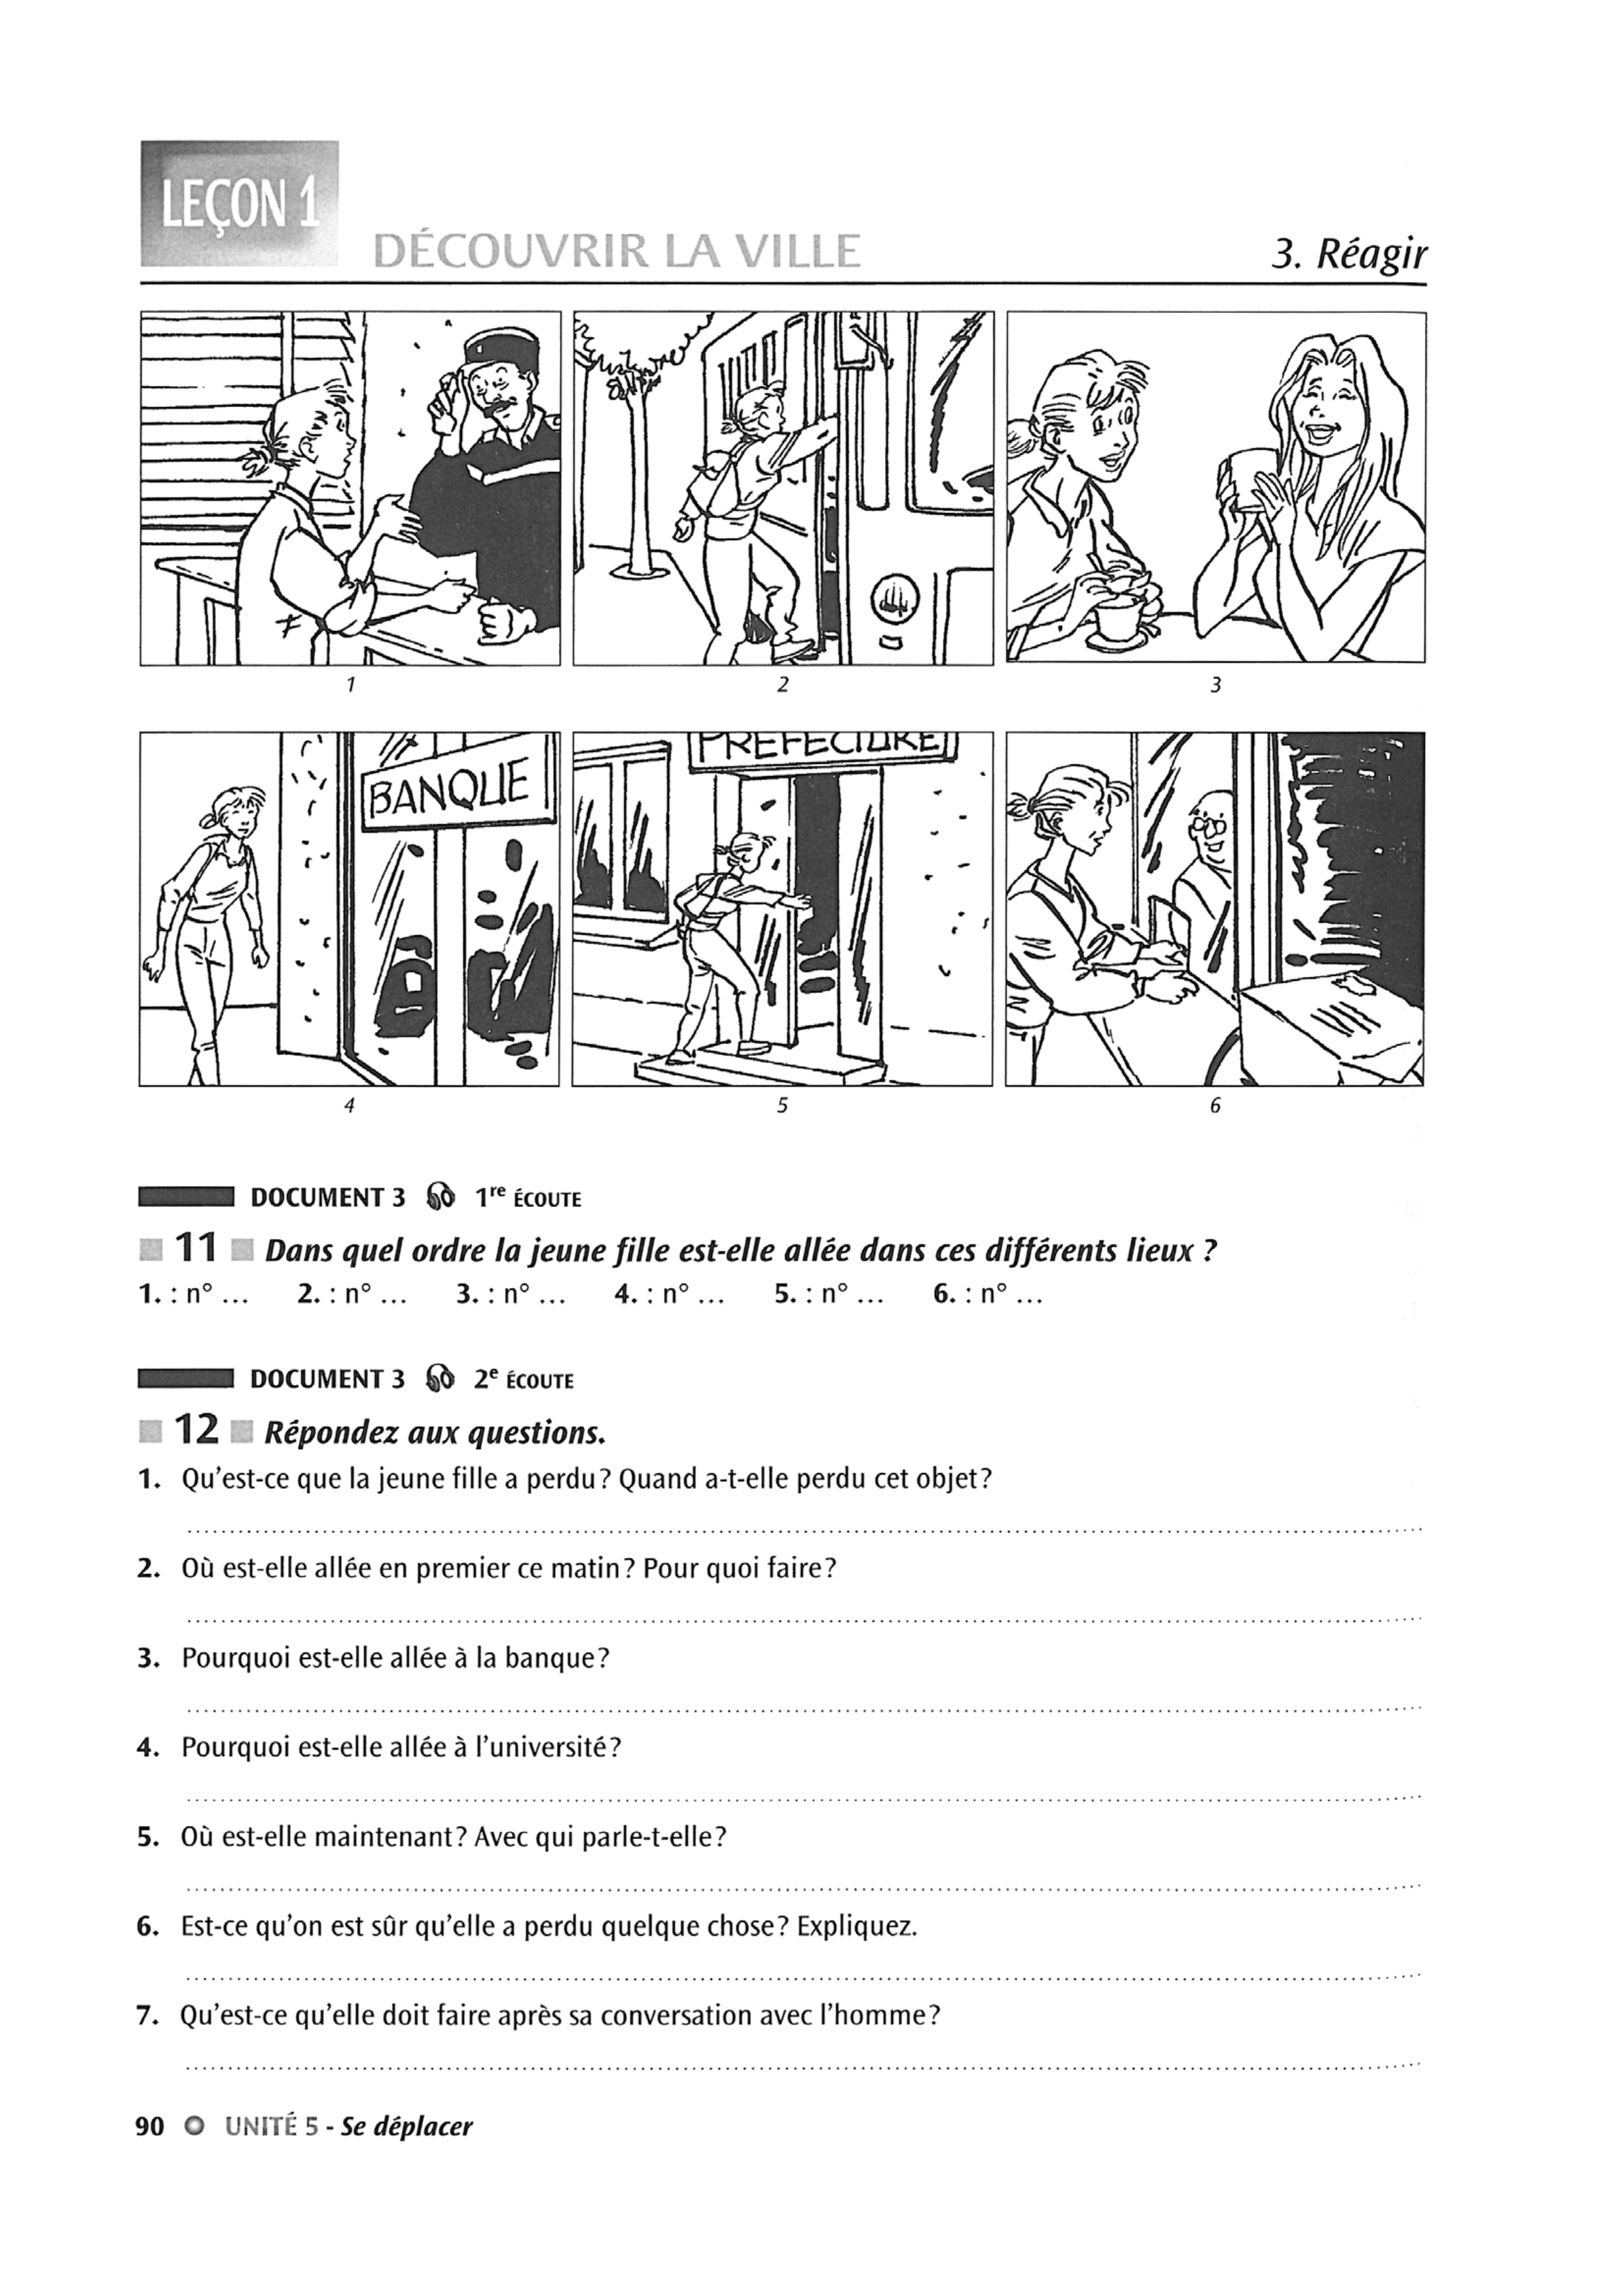 LEÇON 1
DÉCOUVRIR LA VILLE
3. Réagir
1
2
3
BANQUE
PREFECTURE
4
5
6
DOCUMENT 3 1re ÉCOUTE
11 Dans quel ordre la jeune fille est-elle allée dans ces différents lieux ?
1. : n° ... 2. : n° ... 3. : n° ... 4. : n° ... 5. : n° ... 6. : n° ...
DOCUMENT 3 2e ÉCOUTE
12 Répondez aux questions.
1. Qu'est-ce que la jeune fille a perdu ? Quand a-t-elle perdu cet objet ?
2. Où est-elle allée en premier ce matin ? Pour quoi faire ?
3. Pourquoi est-elle allée à la banque ?
4. Pourquoi est-elle allée à l'université ?
5. Où est-elle maintenant ? Avec qui parle-t-elle ?
6. Est-ce qu'on est sûr qu'elle a perdu quelque chose ? Expliquez.
7. Qu'est-ce qu'elle doit faire après sa conversation avec l'homme ?
90 UNITÉ 5 - Se déplacer